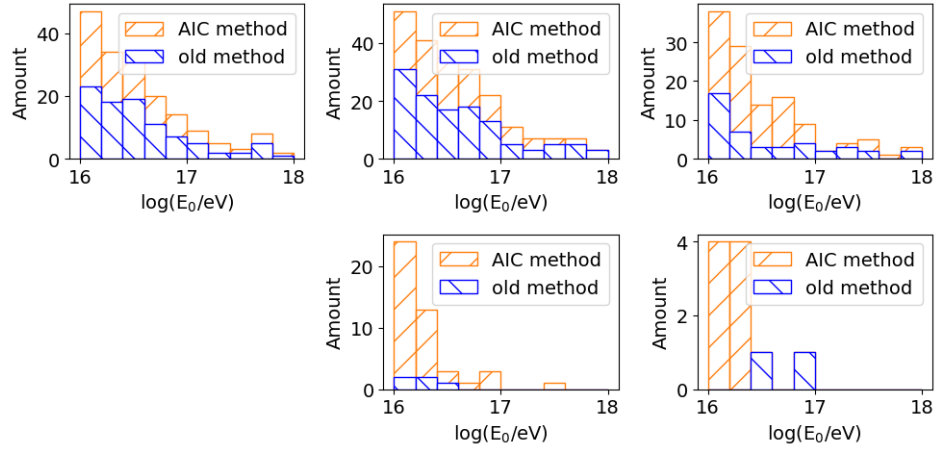 Amount
40
20
0
AIC method
old method
16
17
18
log(E₀/eV)
Amount
40
20
0
AIC method
old method
16
17
18
log(E₀/eV)
Amount
30
20
10
0
AIC method
old method
16
17
18
log(E₀/eV)
Amount
20
10
0
AIC method
old method
16
17
18
log(E₀/eV)
Amount
4
2
0
AIC method
old method
16
17
18
log(E₀/eV)